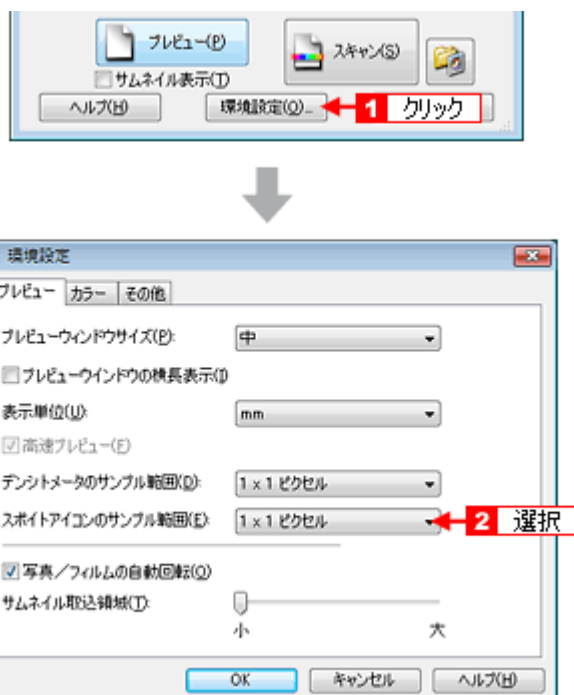 プレビュー(P)
スキャン(S)
サムネイル表示(T)
ヘルプ(H)
環境設定(O)...
1 クリック
環境設定
プレビュー カラー その他
プレビューウィンドウサイズ(P): 中
プレビューウインドウの横長表示(I)
表示単位(U): mm
高速プレビュー(F)
デンシトメータのサンプル範囲(D): 1 x 1 ピクセル
スポイトアイコンのサンプル範囲(E): 1 x 1 ピクセル
2 選択
写真／フィルムの自動回転(O)
サムネイル取込領域(T):
小 大
OK キャンセル ヘルプ(H)